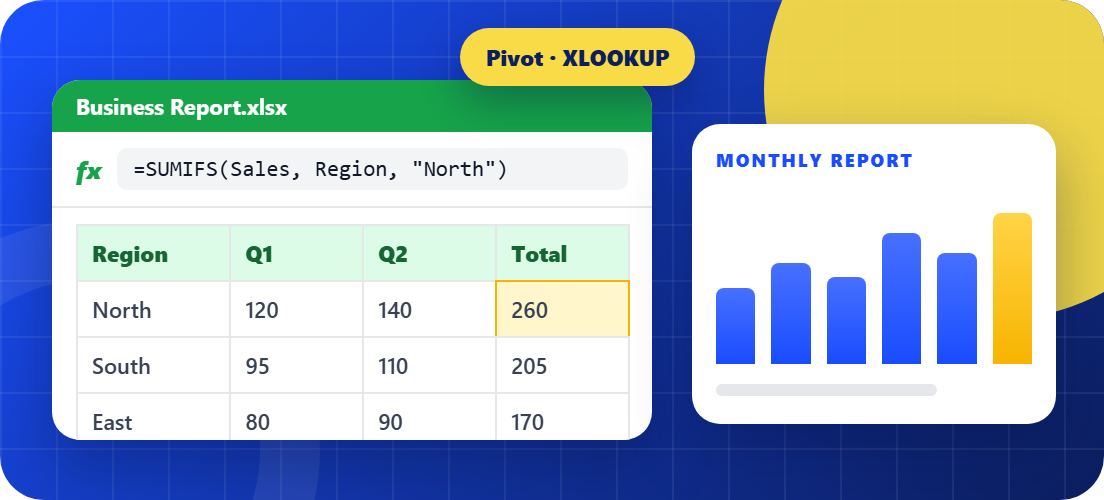 Pivot · XLOOKUP
Business Report.xlsx
fx =SUMIFS(Sales, Region, "North")
MONTHLY REPORT
Region Q1 Q2 Total
North 120 140 260
South 95 110 205
East 80 90 170